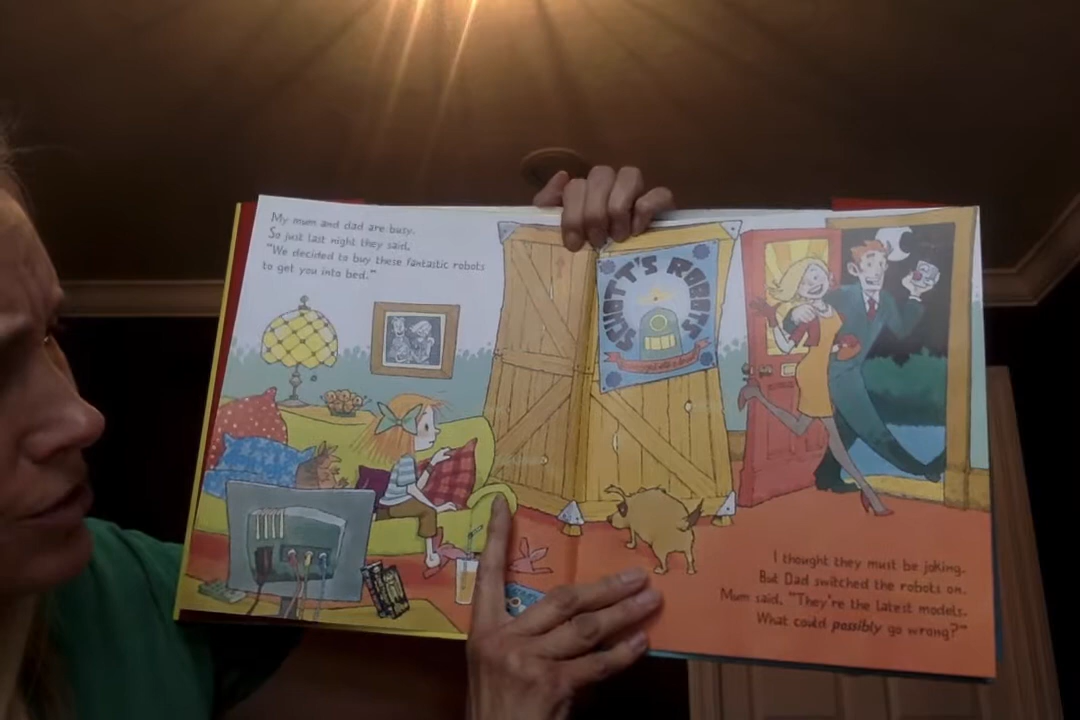 My mum and dad are busy.
So just last night they said,
"We decided to buy these fantastic robots
to get you into bed."
SCOTT'S ROBOTS
I thought they must be joking.
But Dad switched the robots on.
Mum said, "They're the latest models.
What could possibly go wrong?"